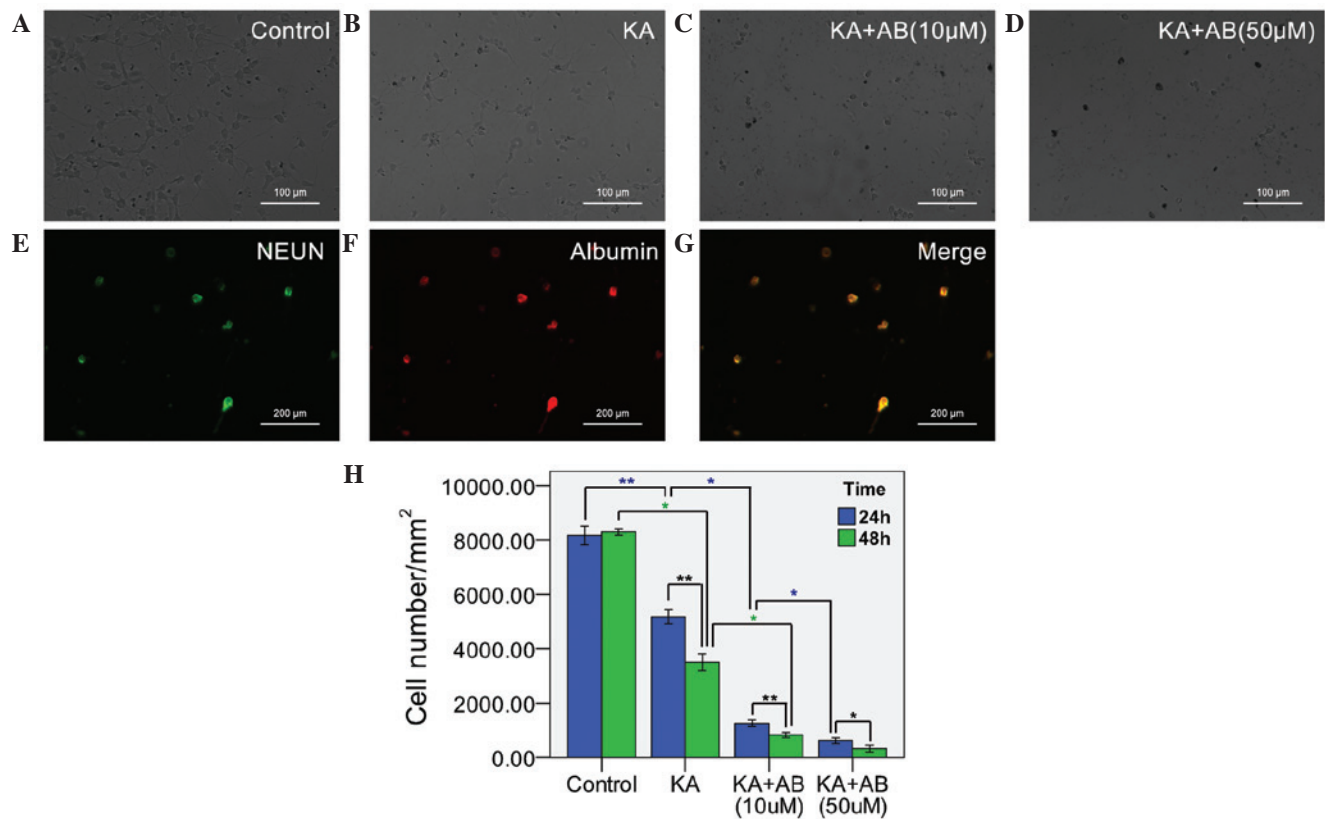 A Control
B KA
C KA+AB(10µM)
D KA+AB(50µM)
100 µm
100 µm
100 µm
100 µm
E NEUN
F Albumin
G Merge
200 µm
200 µm
200 µm
H
Cell number/mm²
10000.00
8000.00
6000.00
4000.00
2000.00
0.00
** * * ** * * ** *
Time
24h
48h
Control
KA
KA+AB
(10uM)
KA+AB
(50uM)